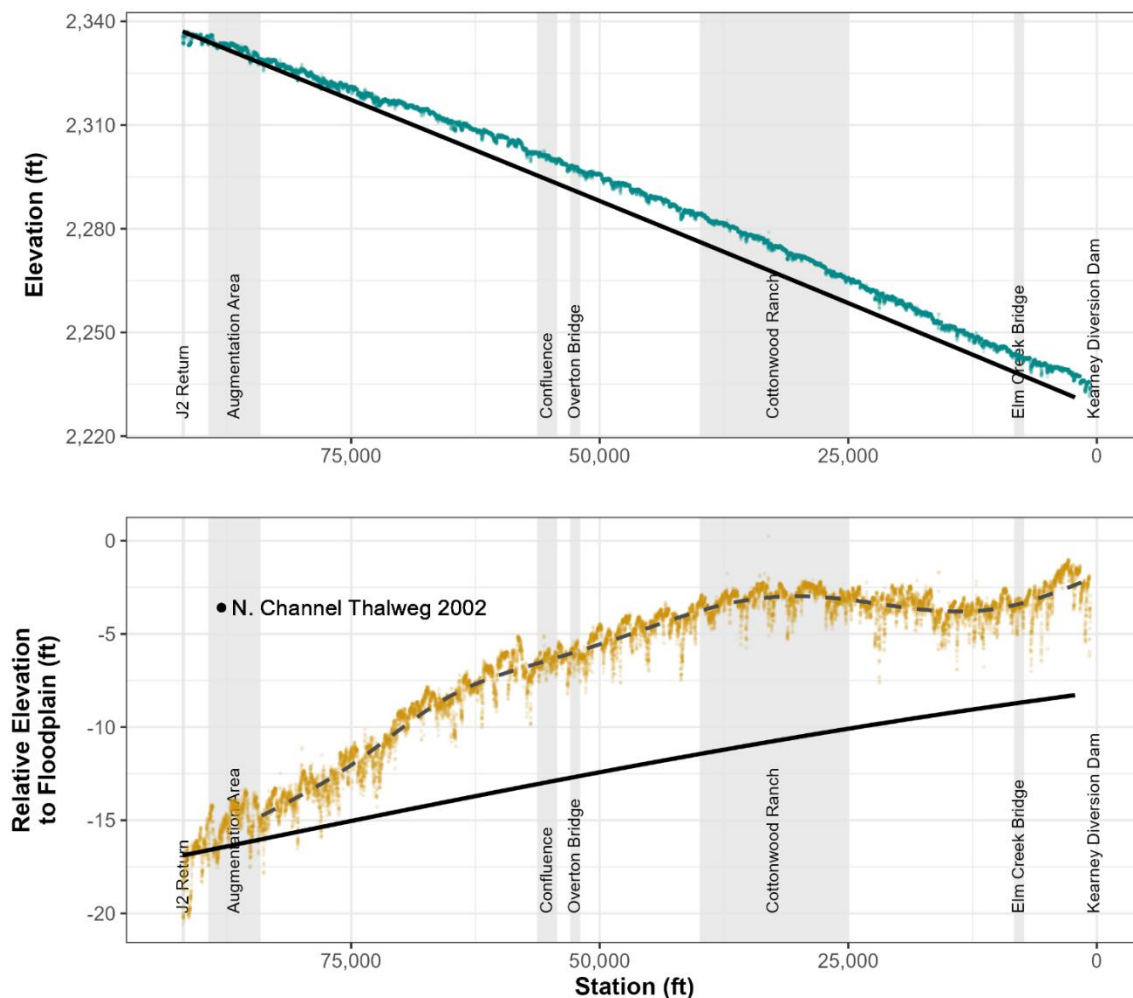 2,340
2,310
2,280
2,250
2,220
Elevation (ft)
J2 Return
Augmentation Area
Confluence
Overton Bridge
Cottonwood Ranch
Elm Creek Bridge
Kearney Diversion Dam
75,000
50,000
25,000
0
0
-5
-10
-15
-20
Relative Elevation
to Floodplain (ft)
N. Channel Thalweg 2002
J2 Return
Augmentation Area
Confluence
Overton Bridge
Cottonwood Ranch
Elm Creek Bridge
Kearney Diversion Dam
75,000
50,000
25,000
0
Station (ft)